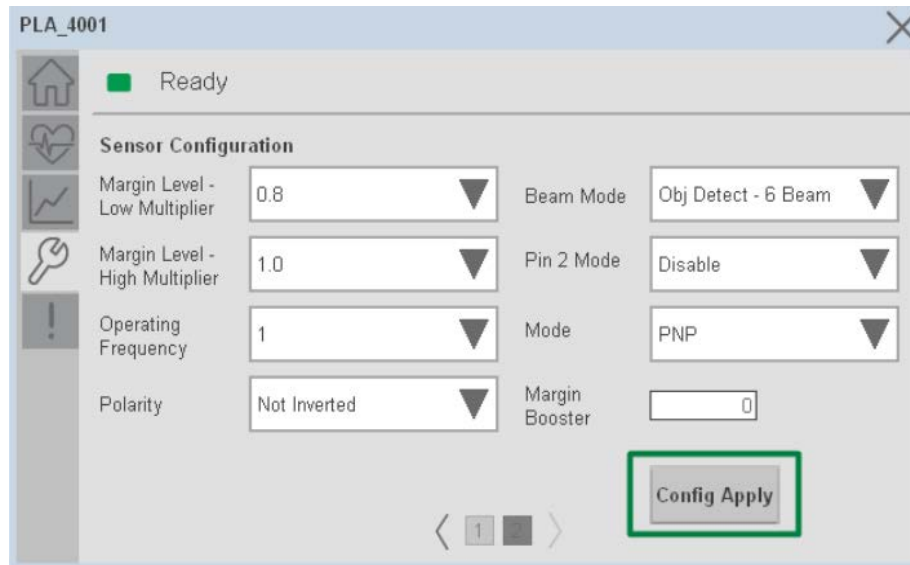 PLA_4001
Ready
Sensor Configuration
Margin Level -
Low Multiplier
0.8
Beam Mode
Obj Detect - 6 Beam
Margin Level -
High Multiplier
1.0
Pin 2 Mode
Disable
Operating
Frequency
1
Mode
PNP
Polarity
Not Inverted
Margin
Booster
0
Config Apply
1
2